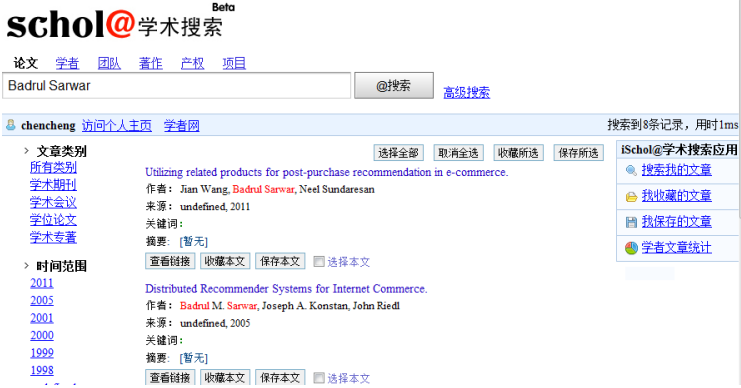 Beta
schol@学术搜索
论文 学者 团队 著作 产权 项目
Badrul Sarwar @搜索 高级搜索
chencheng 访问个人主页 学者网 搜索到8条记录，用时1ms
› 文章类别
所有类别
学术期刊
学术会议
学位论文
学术专著
› 时间范围
2011
2005
2001
2000
1999
1998
选择全部 取消全选 收藏所选 保存所选
Utilizing related products for post-purchase recommendation in e-commerce.
作者： Jian Wang, Badrul Sarwar, Neel Sundaresan
来源： undefined, 2011
关键词：
摘要: [暂无]
查看链接 收藏本文 保存本文 选择本文
Distributed Recommender Systems for Internet Commerce.
作者： Badrul M. Sarwar, Joseph A. Konstan, John Riedl
来源： undefined, 2005
关键词：
摘要: [暂无]
查看链接 收藏本文 保存本文 选择本文
iSchol@学术搜索应用
搜索我的文章
我收藏的文章
我保存的文章
学者文章统计